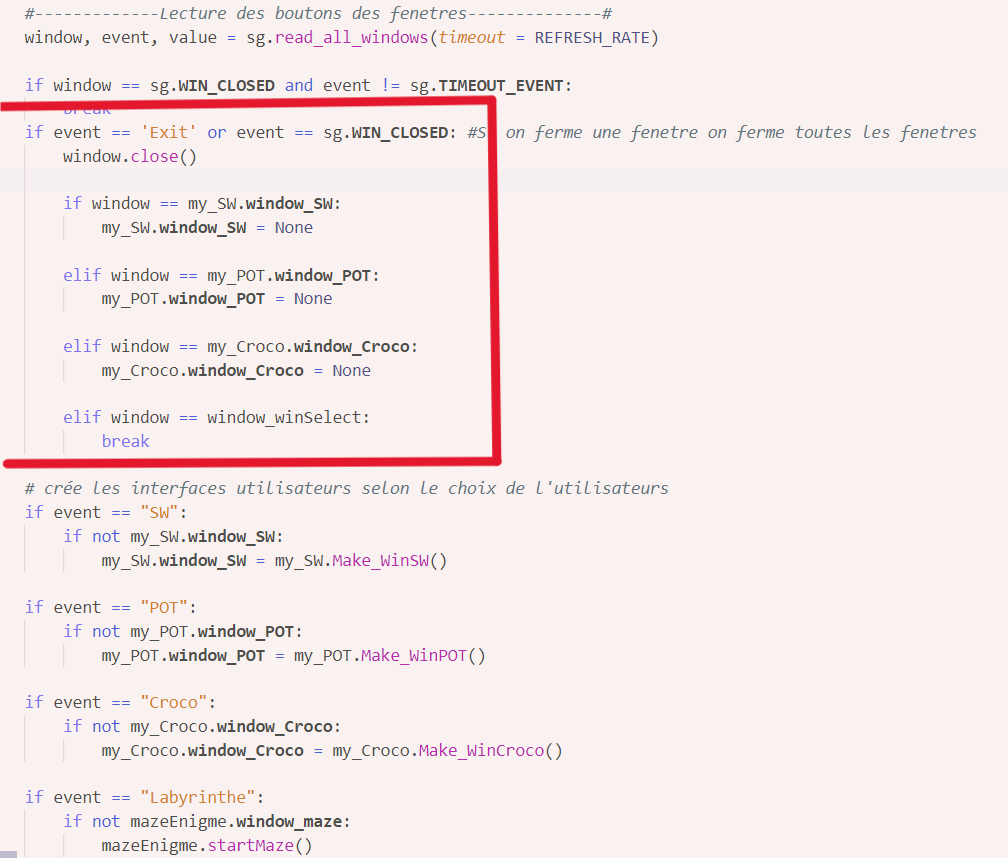 #-------------Lecture des boutons des fenetres--------------#
window, event, value = sg.read_all_windows(timeout = REFRESH_RATE)
if window == sg.WIN_CLOSED and event != sg.TIMEOUT_EVENT:
break
if event == 'Exit' or event == sg.WIN_CLOSED: #S on ferme une fenetre on ferme toutes les fenetres
window.close()
if window == my_SW.window_SW:
my_SW.window_SW = None
elif window == my_POT.window_POT:
my_POT.window_POT = None
elif window == my_Croco.window_Croco:
my_Croco.window_Croco = None
elif window == window_winSelect:
break
# crée les interfaces utilisateurs selon le choix de l'utilisateurs
if event == "SW":
if not my_SW.window_SW:
my_SW.window_SW = my_SW.Make_WinSW()
if event == "POT":
if not my_POT.window_POT:
my_POT.window_POT = my_POT.Make_WinPOT()
if event == "Croco":
if not my_Croco.window_Croco:
my_Croco.window_Croco = my_Croco.Make_WinCroco()
if event == "Labyrinthe":
if not mazeEnigme.window_maze:
mazeEnigme.startMaze()